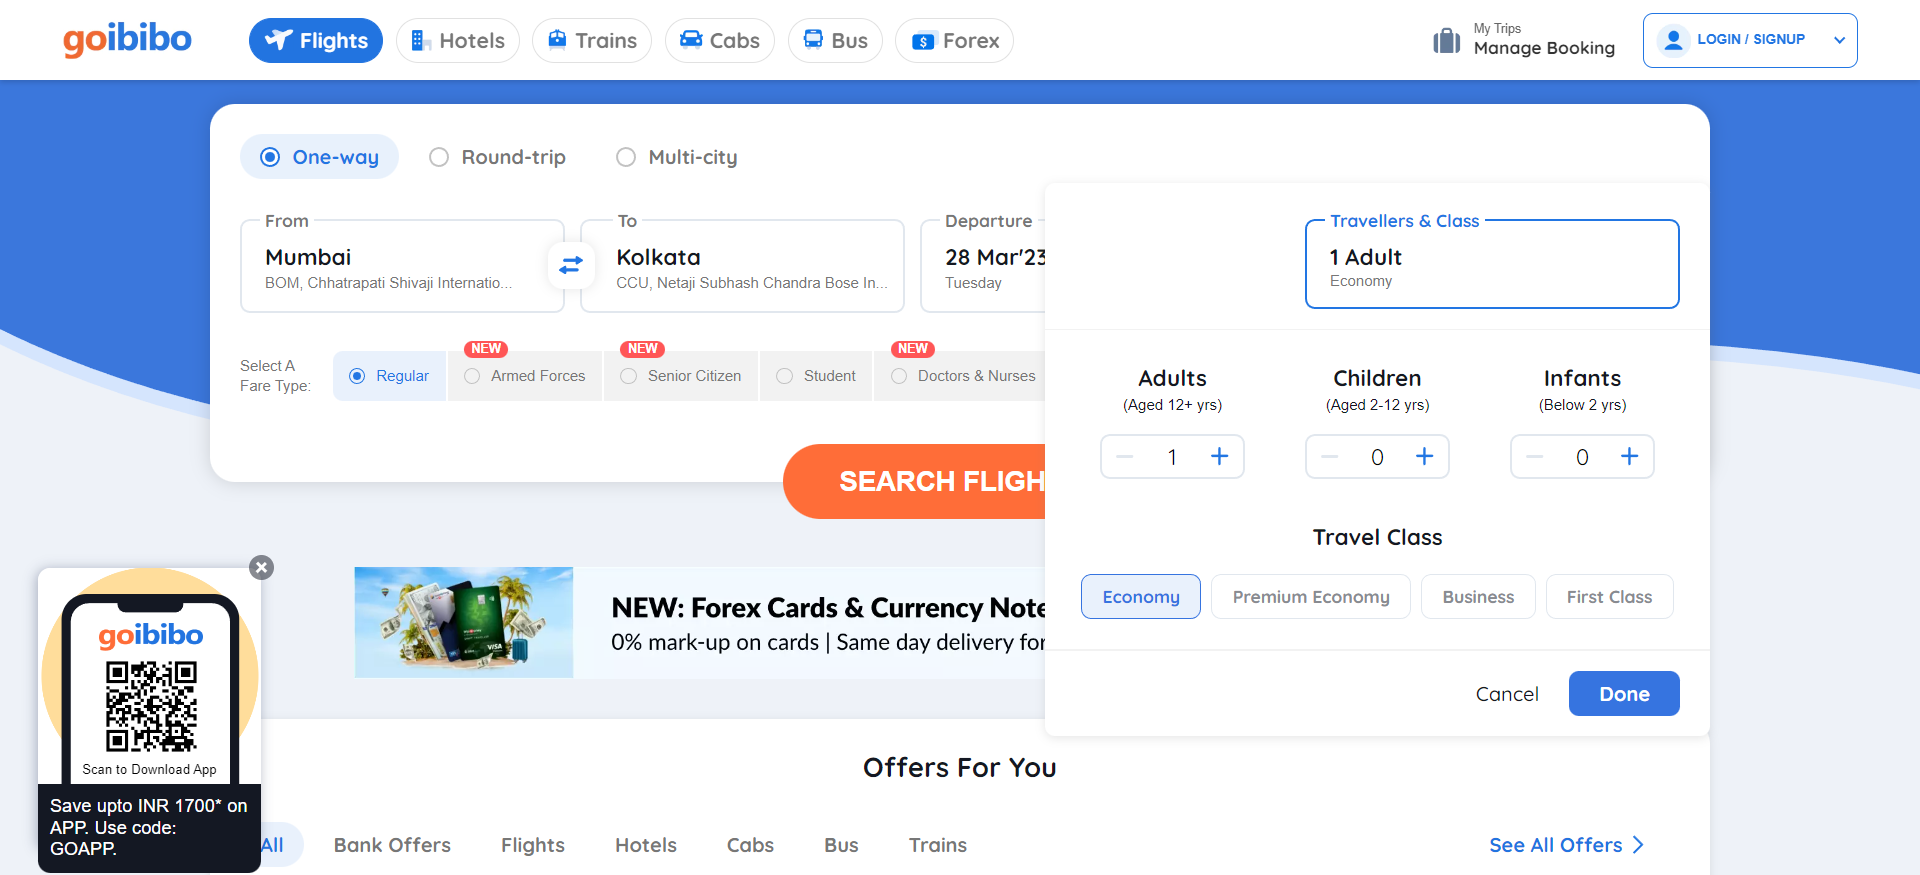 goibibo
Flights
Hotels
Trains
Cabs
Bus
Forex
My Trips
Manage Booking
LOGIN / SIGNUP
One-way
Round-trip
Multi-city
From
Mumbai
BOM, Chhatrapati Shivaji Internatio...
To
Kolkata
CCU, Netaji Subhash Chandra Bose In...
Departure
28 Mar'23
Tuesday
Travellers & Class
1 Adult
Economy
Select A
Fare Type:
Regular
NEW
Armed Forces
NEW
Senior Citizen
Student
NEW
Doctors & Nurses
Adults
(Aged 12+ yrs)
1
Children
(Aged 2-12 yrs)
0
Infants
(Below 2 yrs)
0
SEARCH FLIGH
Travel Class
Economy
Premium Economy
Business
First Class
Cancel
Done
NEW: Forex Cards & Currency Note
0% mark-up on cards | Same day delivery for
VISA
goibibo
Scan to Download App
Save upto INR 1700* on
APP. Use code:
GOAPP.
Offers For You
All
Bank Offers
Flights
Hotels
Cabs
Bus
Trains
See All Offers